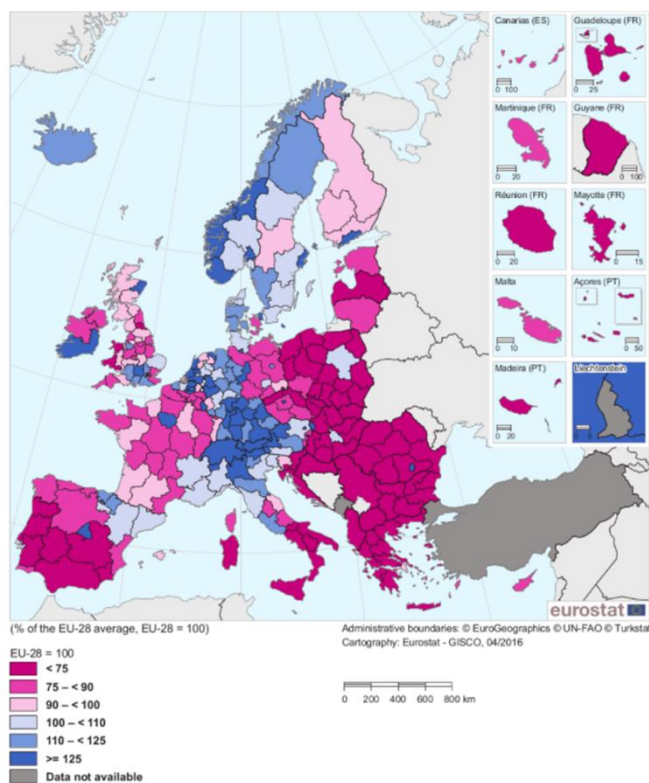 Canarias (ES)
0 100
Guadeloupe (FR)
0 25
Martinique (FR)
0 20
Guyane (FR)
0 100
Réunion (FR)
0 20
Mayotte (FR)
0 15
Malta
0 10
Açores (PT)
0 50
Madeira (PT)
0 20
Liechtenstein
eurostat
(% of the EU-28 average, EU-28 = 100)
Administrative boundaries: © EuroGeographics © UN-FAO © Turkstat
Cartography: Eurostat - GISCO, 04/2016
EU-28 = 100
< 75
75 – < 90
90 – < 100
100 – < 110
110 – < 125
>= 125
Data not available
0 200 400 600 800 km